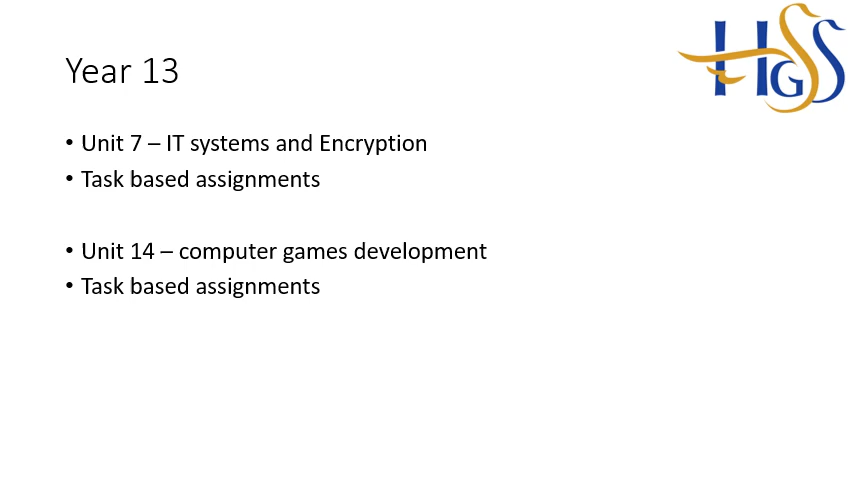 HGSS
Year 13
• Unit 7 – IT systems and Encryption
• Task based assignments
• Unit 14 – computer games development
• Task based assignments